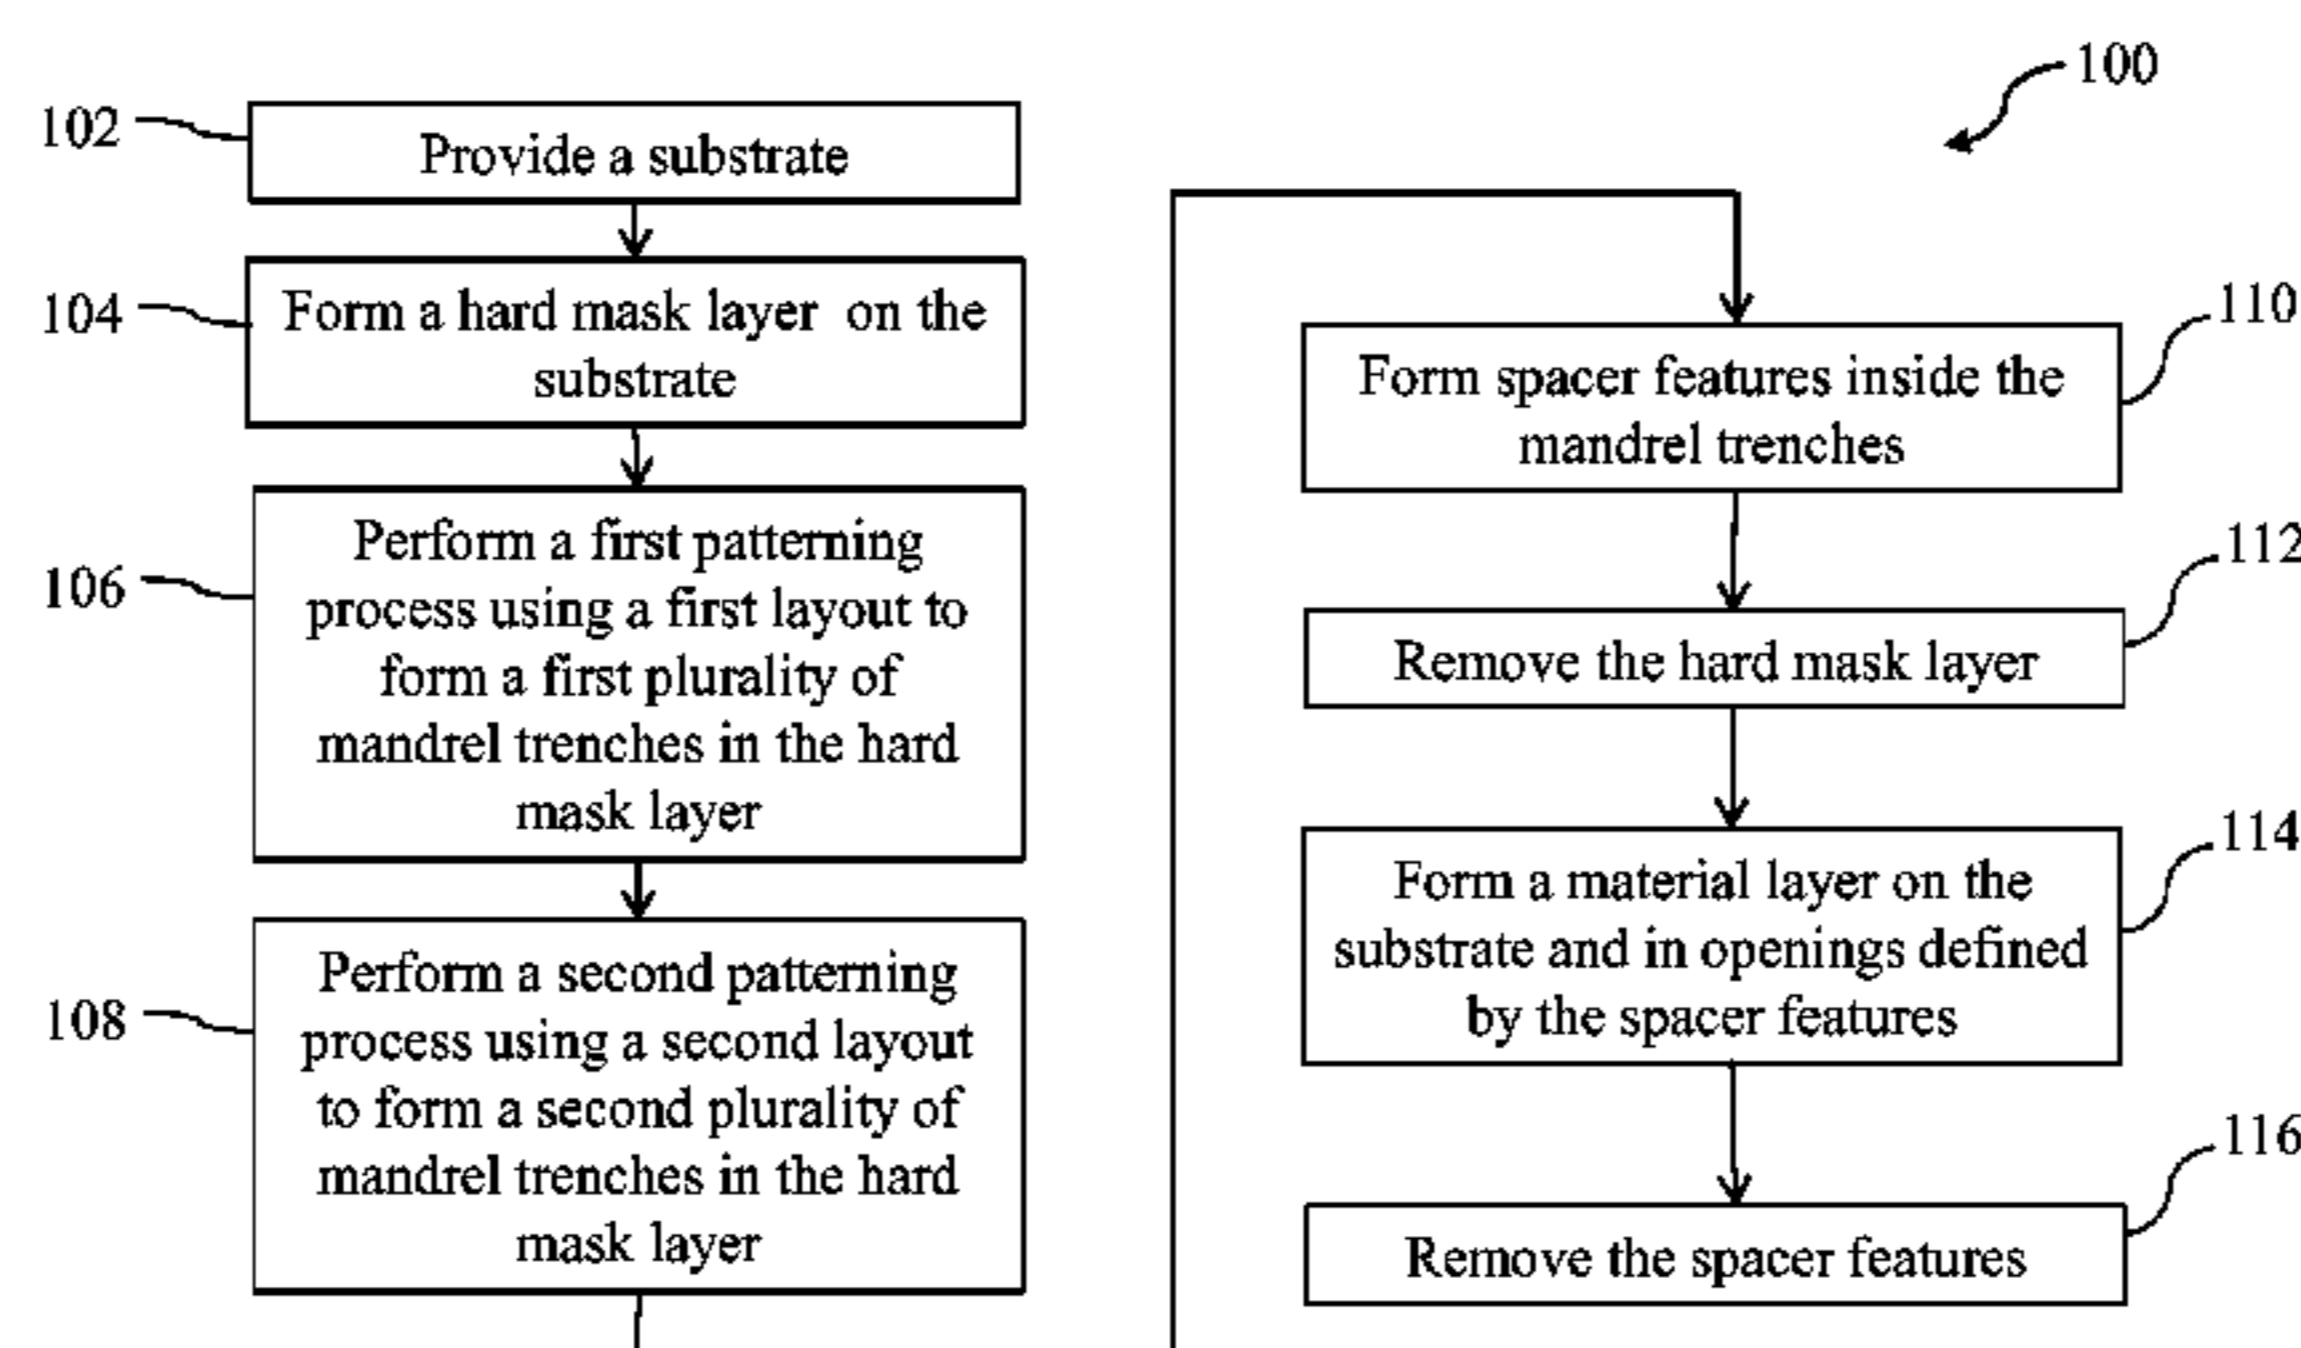 100
102
Provide a substrate
104
Form a hard mask layer on the
substrate
106
Perform a first patterning
process using a first layout to
form a first plurality of
mandrel trenches in the hard
mask layer
108
Perform a second patterning
process using a second layout
to form a second plurality of
mandrel trenches in the hard
mask layer
110
Form spacer features inside the
mandrel trenches
112
Remove the hard mask layer
114
Form a material layer on the
substrate and in openings defined
by the spacer features
116
Remove the spacer features